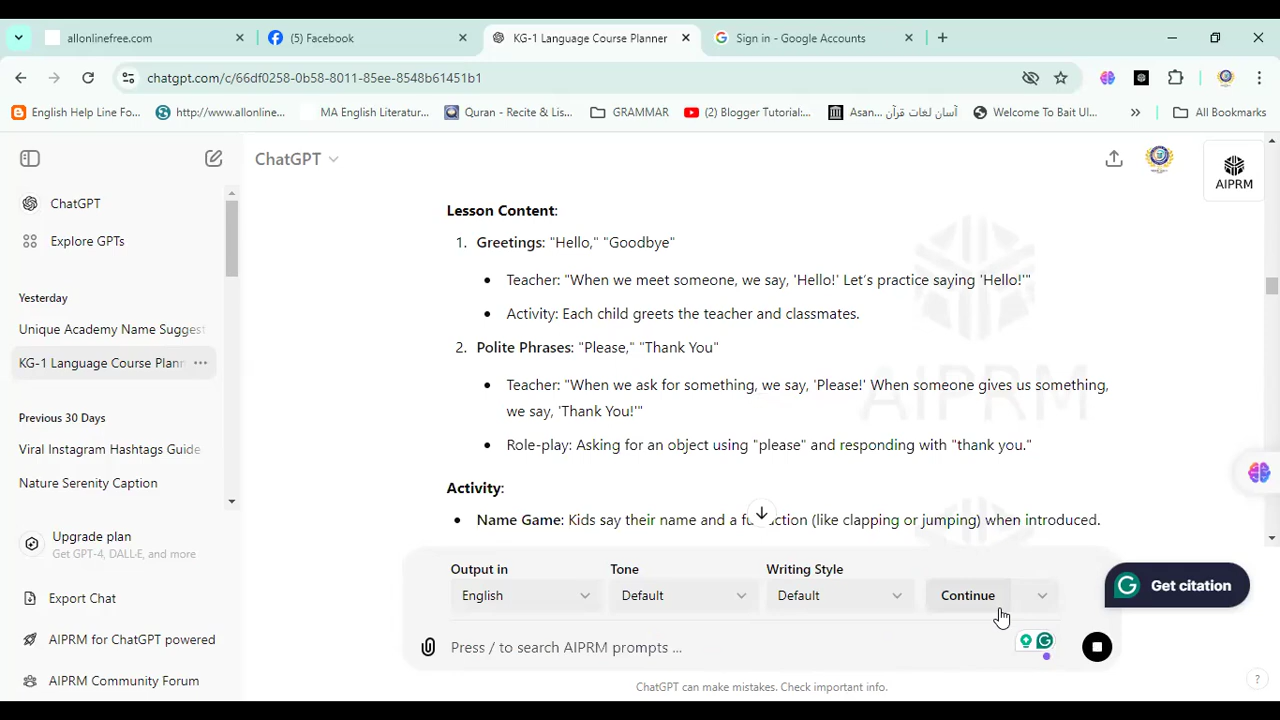 allonlinefree.com
(5) Facebook
KG-1 Language Course Planner
Sign in - Google Accounts
chatgpt.com/c/66df0258-0b58-8011-85ee-8548b61451b1
English Help Line Fo...
http://www.allonline...
MA English Literatur...
Quran - Recite & Lis...
GRAMMAR
(2) Blogger Tutorial:...
آسان لغات قرآن Asan...
Welcome To Bait Ul...
All Bookmarks
ChatGPT
AIPRM
ChatGPT
Explore GPTs
Yesterday
Unique Academy Name Suggest
KG-1 Language Course Plann
Previous 30 Days
Viral Instagram Hashtags Guide
Nature Serenity Caption
Upgrade plan
Get GPT-4, DALL·E, and more
Export Chat
AIPRM for ChatGPT powered
AIPRM Community Forum
Lesson Content:
1. Greetings: "Hello," "Goodbye"
• Teacher: "When we meet someone, we say, 'Hello!' Let's practice saying 'Hello!'"
• Activity: Each child greets the teacher and classmates.
2. Polite Phrases: "Please," "Thank You"
• Teacher: "When we ask for something, we say, 'Please!' When someone gives us something,
we say, 'Thank You!'"
• Role-play: Asking for an object using "please" and responding with "thank you."
AIPRM
Activity:
• Name Game: Kids say their name and a (like clapping or jumping) when introduced.
Output in
Tone
Writing Style
English
Default
Default
Continue
Get citation
Press / to search AIPRM prompts ...
ChatGPT can make mistakes. Check important info.
?